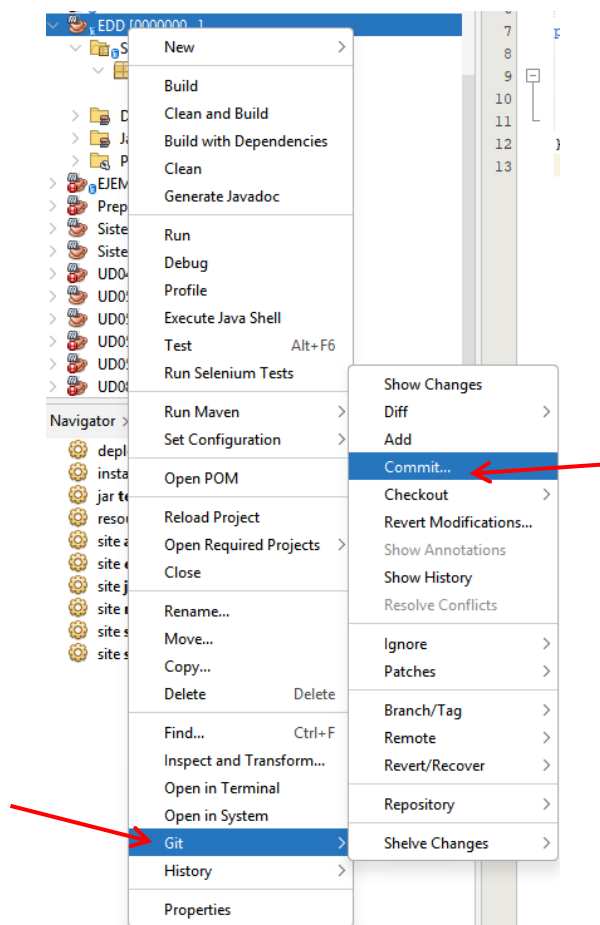 EDD [0000000...]
S
D
Ja
P
EJEM
Prep
Siste
Siste
UD04
UD05
UD05
UD05
UD05
UD08
Navigator
depl
insta
jar te
resou
site a
site e
site j
site r
site s
site s
New
Build
Clean and Build
Build with Dependencies
Clean
Generate Javadoc
Run
Debug
Profile
Execute Java Shell
Test Alt+F6
Run Selenium Tests
Run Maven
Set Configuration
Open POM
Reload Project
Open Required Projects
Close
Rename...
Move...
Copy...
Delete Delete
Find... Ctrl+F
Inspect and Transform...
Open in Terminal
Open in System
Git
History
Properties
Show Changes
Diff
Add
Commit...
Checkout
Revert Modifications...
Show Annotations
Show History
Resolve Conflicts
Ignore
Patches
Branch/Tag
Remote
Revert/Recover
Repository
Shelve Changes
7
8
9
10
11
12 }
13